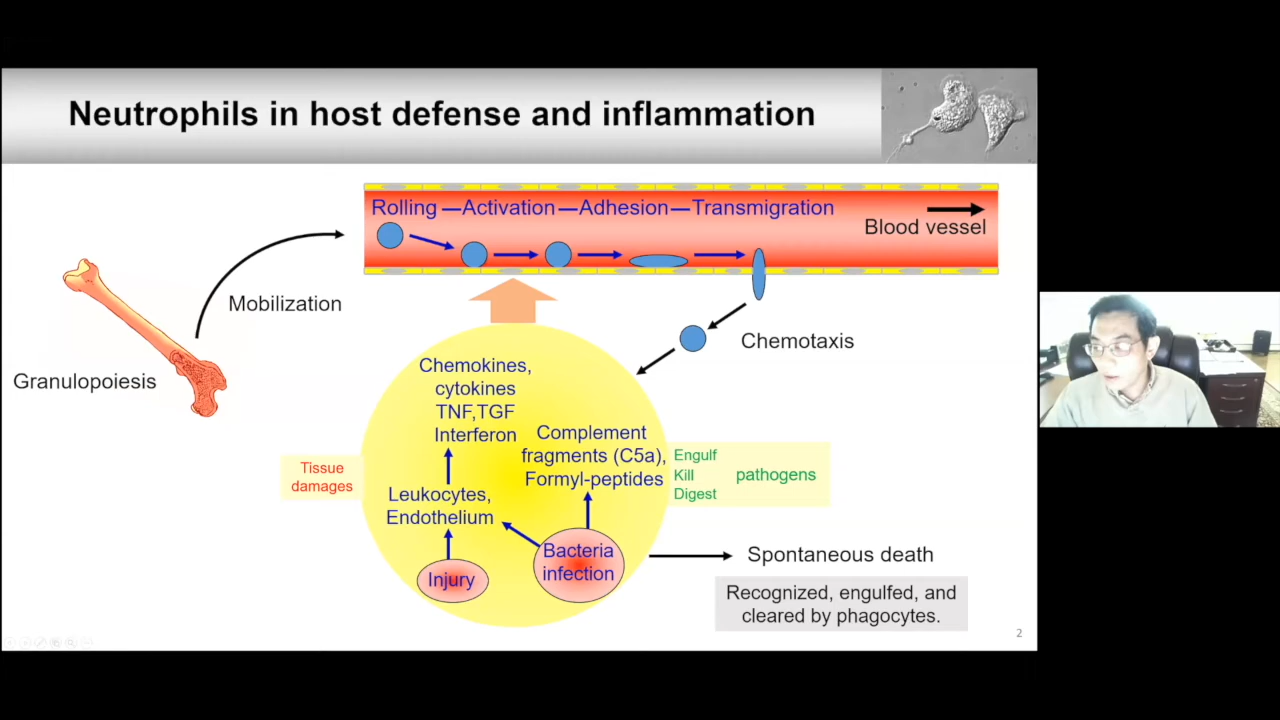 Neutrophils in host defense and inflammation
Rolling —Activation—Adhesion—Transmigration
Blood vessel
Mobilization
Granulopoiesis
Chemotaxis
Chemokines,
cytokines
TNF,TGF
Interferon
Complement
fragments (C5a),
Formyl-peptides
Tissue
damages
Engulf
Kill
Digest
pathogens
Leukocytes,
Endothelium
Injury
Bacteria
infection
Spontaneous death
Recognized, engulfed, and
cleared by phagocytes.
2